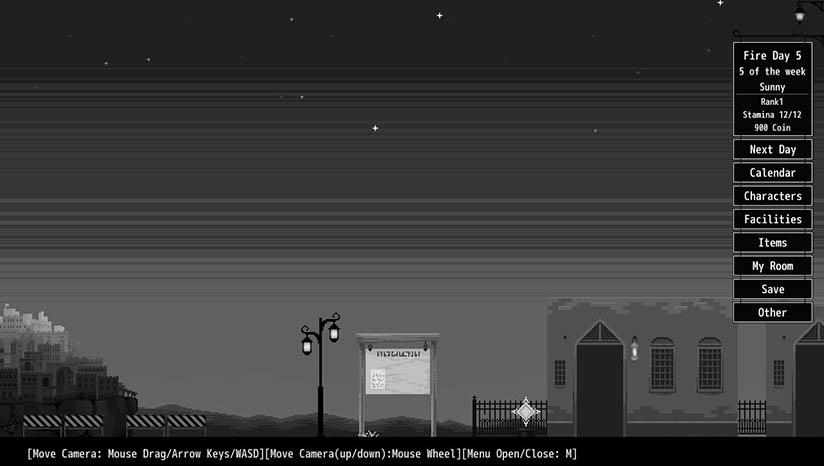 Fire Day 5
5 of the week
Sunny
Rank1
Stamina 12/12
900 Coin
Next Day
Calendar
Characters
Facilities
Items
My Room
Save
Other
[Move Camera: Mouse Drag/Arrow Keys/WASD][Move Camera(up/down):Mouse Wheel][Menu Open/Close: M]